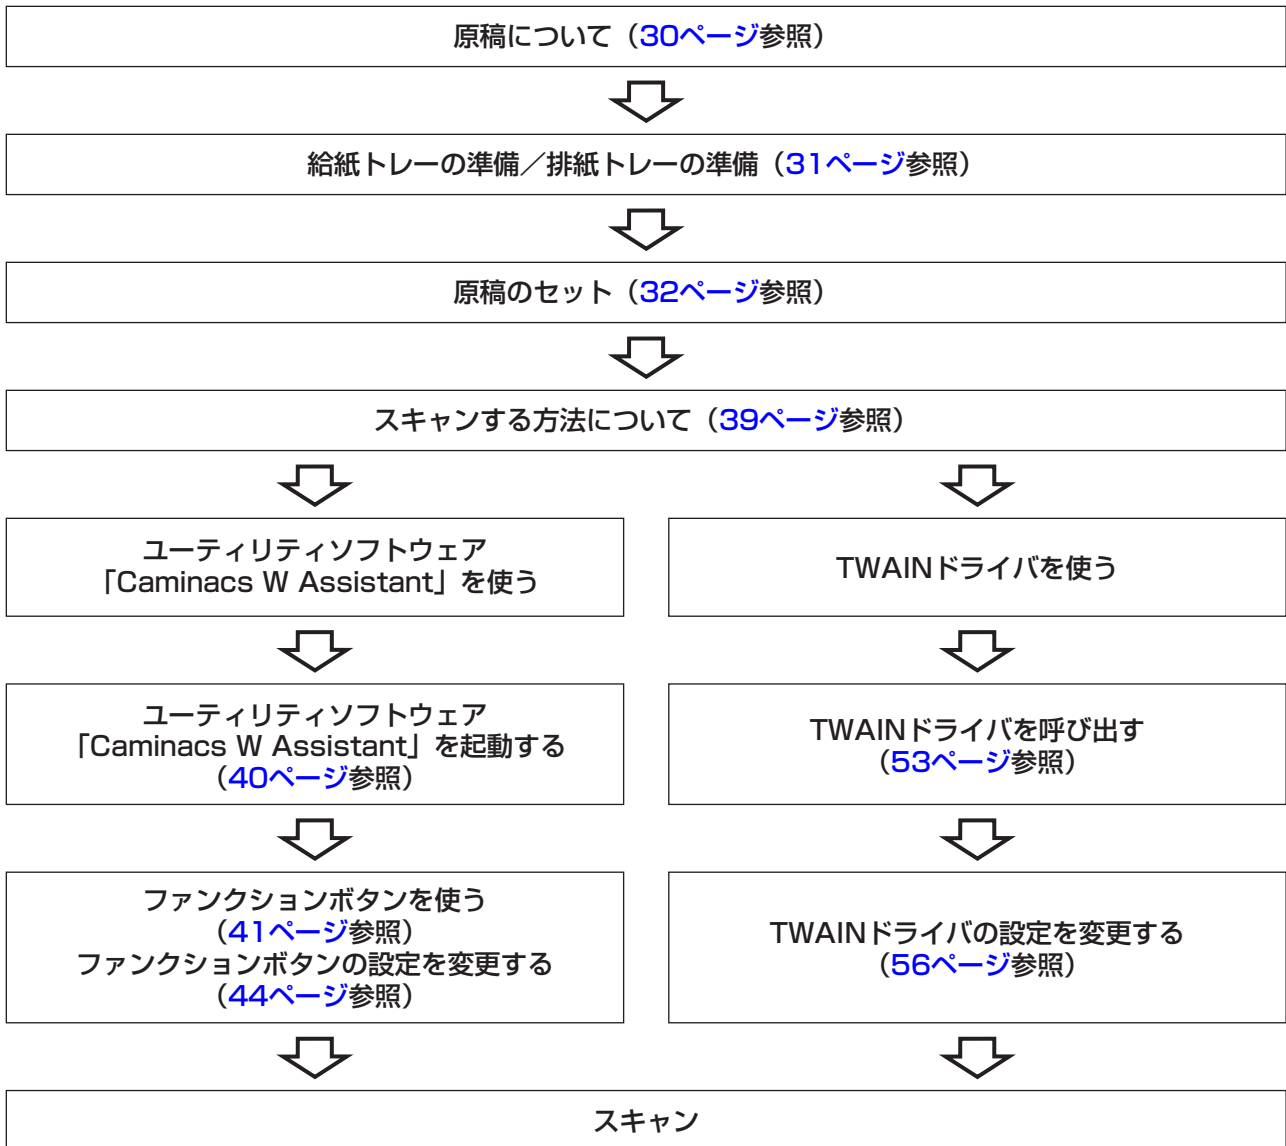 原稿について（30ページ参照）
給紙トレーの準備／排紙トレーの準備（31ページ参照）
原稿のセット（32ページ参照）
スキャンする方法について（39ページ参照）
ユーティリティソフトウェア
「Caminacs W Assistant」を使う
TWAINドライバを使う
ユーティリティソフトウェア
「Caminacs W Assistant」を起動する
（40ページ参照）
TWAINドライバを呼び出す
（53ページ参照）
ファンクションボタンを使う
（41ページ参照）
ファンクションボタンの設定を変更する
（44ページ参照）
TWAINドライバの設定を変更する
（56ページ参照）
スキャン